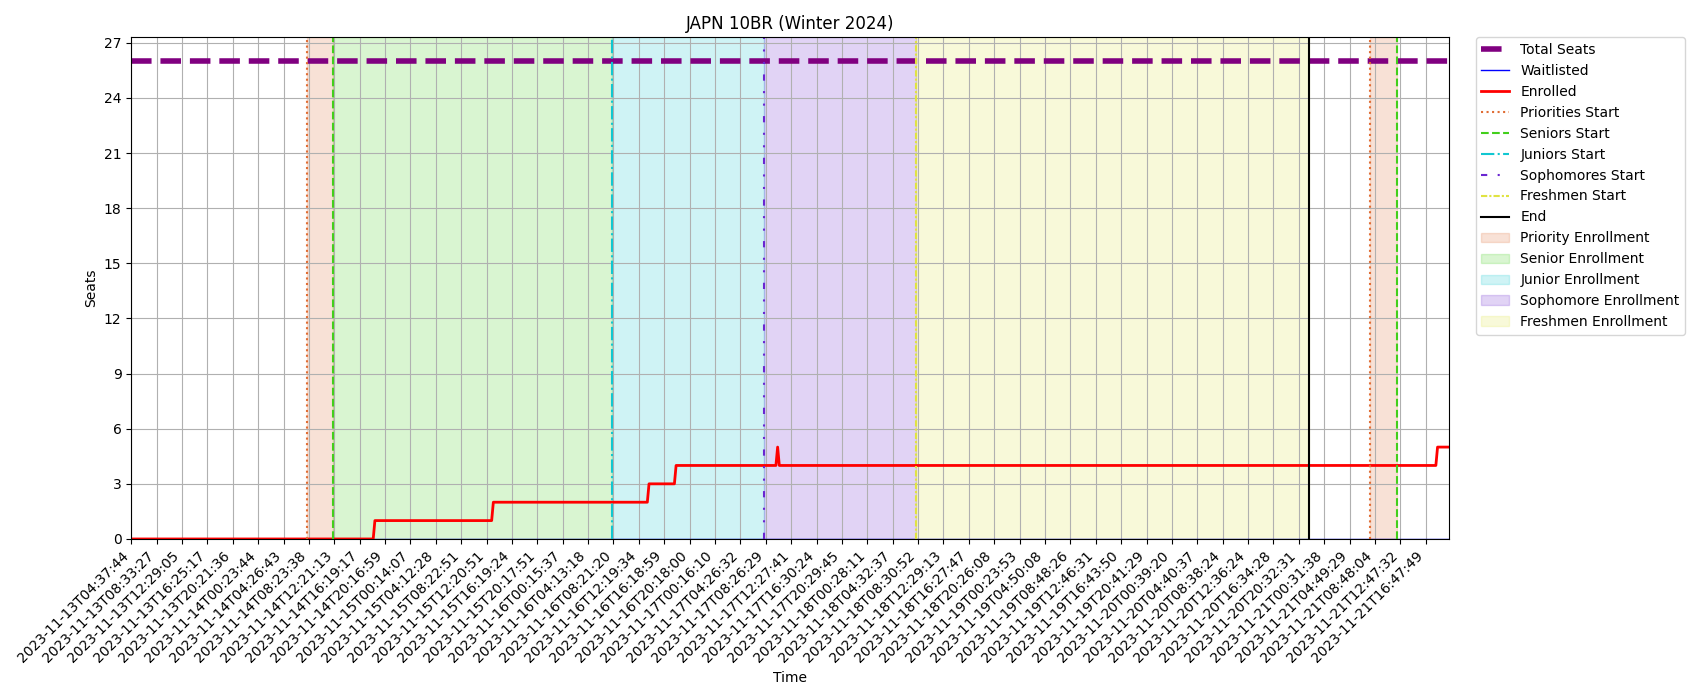 JAPN 10BR (Winter 2024)
27
24
21
18
15
12
9
6
3
0
Seats
2023-11-13T04:37:44
2023-11-13T08:33:27
2023-11-13T12:29:05
2023-11-13T16:25:17
2023-11-13T20:21:36
2023-11-14T00:23:44
2023-11-14T04:26:43
2023-11-14T08:23:38
2023-11-14T12:21:13
2023-11-14T16:19:17
2023-11-14T20:16:59
2023-11-15T00:14:07
2023-11-15T04:12:28
2023-11-15T08:22:51
2023-11-15T12:20:51
2023-11-15T16:19:24
2023-11-15T20:17:51
2023-11-16T00:15:37
2023-11-16T04:13:18
2023-11-16T08:21:20
2023-11-16T12:19:34
2023-11-16T16:18:59
2023-11-16T20:18:00
2023-11-17T00:16:10
2023-11-17T04:26:32
2023-11-17T08:26:29
2023-11-17T12:27:41
2023-11-17T16:30:24
2023-11-17T20:29:45
2023-11-18T00:28:11
2023-11-18T04:32:37
2023-11-18T08:30:52
2023-11-18T12:29:13
2023-11-18T16:27:47
2023-11-18T20:26:08
2023-11-19T00:23:53
2023-11-19T04:50:08
2023-11-19T08:48:26
2023-11-19T12:46:31
2023-11-19T16:43:50
2023-11-19T20:41:29
2023-11-20T00:39:20
2023-11-20T04:40:37
2023-11-20T08:38:24
2023-11-20T12:36:24
2023-11-20T16:34:28
2023-11-20T20:32:31
2023-11-21T00:31:38
2023-11-21T04:49:29
2023-11-21T08:48:04
2023-11-21T12:47:32
2023-11-21T16:47:49
Time
Total Seats
Waitlisted
Enrolled
Priorities Start
Seniors Start
Juniors Start
Sophomores Start
Freshmen Start
End
Priority Enrollment
Senior Enrollment
Junior Enrollment
Sophomore Enrollment
Freshmen Enrollment